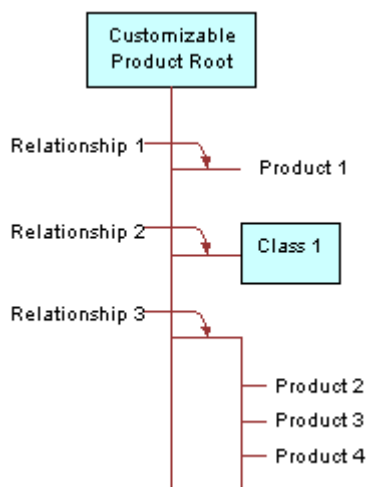 Customizable
Product Root
Relationship 1
Product 1
Relationship 2
Class 1
Relationship 3
Product 2
Product 3
Product 4